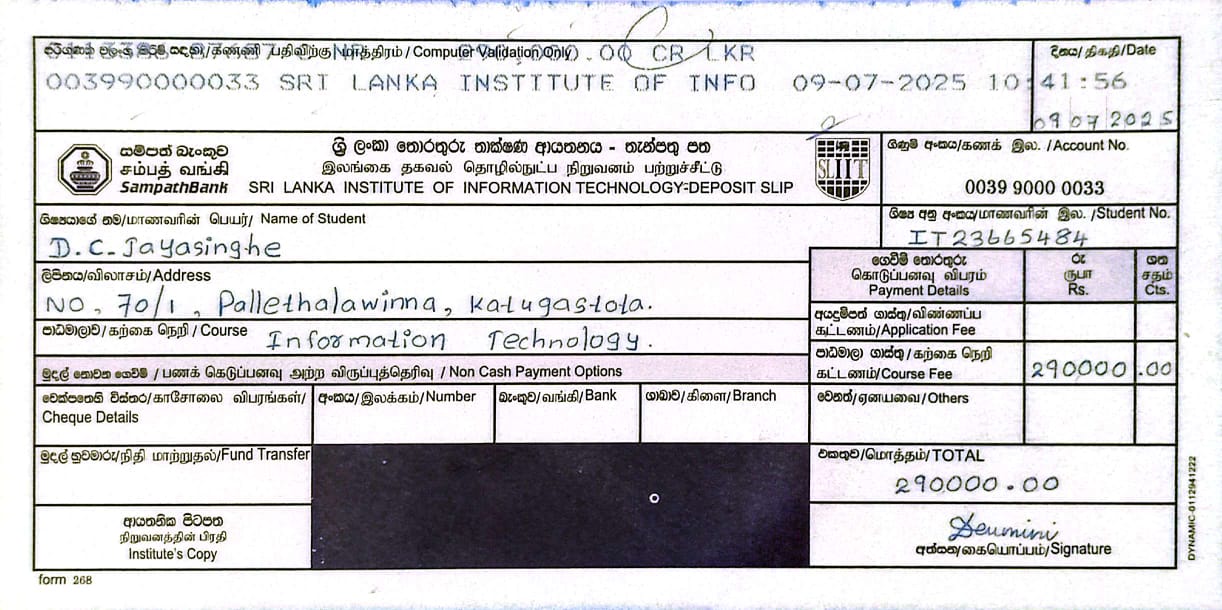 පරිගණක වලංගු කිරීම් සඳහා/கணணி பதிவிற்கு மாத்திரம்/Computer Validation Only
.00 CR LKR
දිනය/திகதி/Date
003990000033 SRI LANKA INSTITUTE OF INFO 09-07-2025 10:41:56
09 07 2025
සම්පත් බැංකුව
சம்பத் வங்கி
SampathBank
ශ්‍රී ලංකා තොරතුරු තාක්ෂණ ආයතනය - තැන්පතු පත
இலங்கை தகவல் தொழில்நுட்ப நிறுவனம் பற்றுச்சீட்டு
SRI LANKA INSTITUTE OF INFORMATION TECHNOLOGY-DEPOSIT SLIP
SLIIT
ගිණුම් අංකය/கணக் இல. /Account No.
0039 9000 0033
ශිෂ්‍යයාගේ නම/மாணவரின் பெயர்/ Name of Student
D.C.Jayasinghe
ශිෂ්‍ය අනු අංකය/மாணவரின் இல. /Student No.
IT23665484
ලිපිනය/விலாசம்/Address
NO, 70/1, Pallethalawinna, Katugastota.
ගෙවීම් තොරතුරු
கொடுப்பனவு விபரம்
Payment Details
රු
ரூபா
Rs.
ශත
சதம்
Cts.
පාඨමාලාව/கற்கை நெறி/Course
Information Technology.
අයදුම්පත් ගාස්තු/விண்ணப்ப
கட்டணம்/Application Fee
මුදල් නොවන ගෙවීම් / பணக் கொடுப்பனவு அற்ற விருப்புத்தெரிவு / Non Cash Payment Options
පාඨමාලා ගාස්තු/கற்கை நெறி
கட்டணம்/Course Fee
290000 .00
චෙක්පතෙහි විස්තර/காசோலை விபரங்கள்/
Cheque Details
අංකය/இலக்கம்/Number
බැංකුව/வங்கி/Bank
ශාඛාව/கிளை/Branch
වෙනත්/ஏனயவை/Others
මුදල් හුවමාරු/நிதி மாற்றுதல்/Fund Transfer
එකතුව/மொத்தம்/TOTAL
290000.00
ආයතනික පිටපත
நிறுவனத்தின் பிரதி
Institute's Copy
Deumini
අත්සන/கையொப்பம்/Signature
form 268
DYNAMIC-0112941222